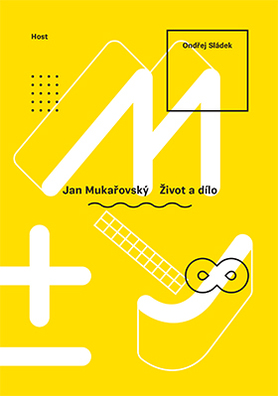 Host
Ondřej Sládek
Jan Mukařovský Život a dílo